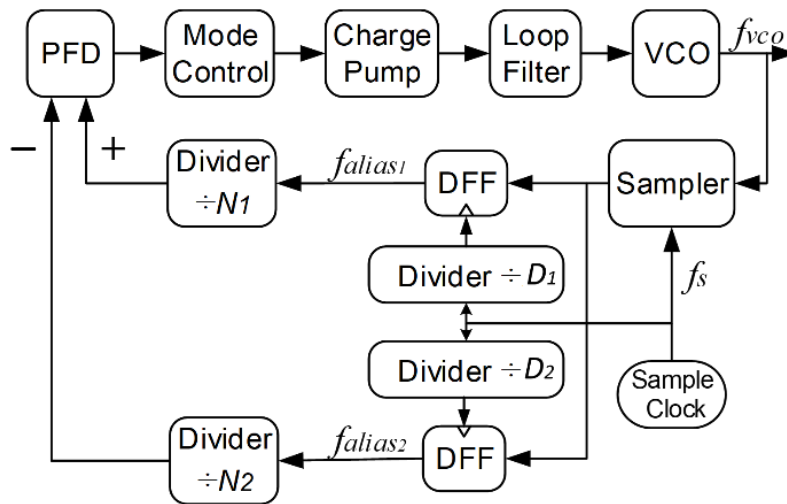 PFD
Mode
Control
Charge
Pump
Loop
Filter
VCO
fvco
−
+
Divider
÷N1
falias1
DFF
Sampler
Divider ÷ D1
fs
Divider ÷ D2
Sample
Clock
Divider
÷N2
falias2
DFF